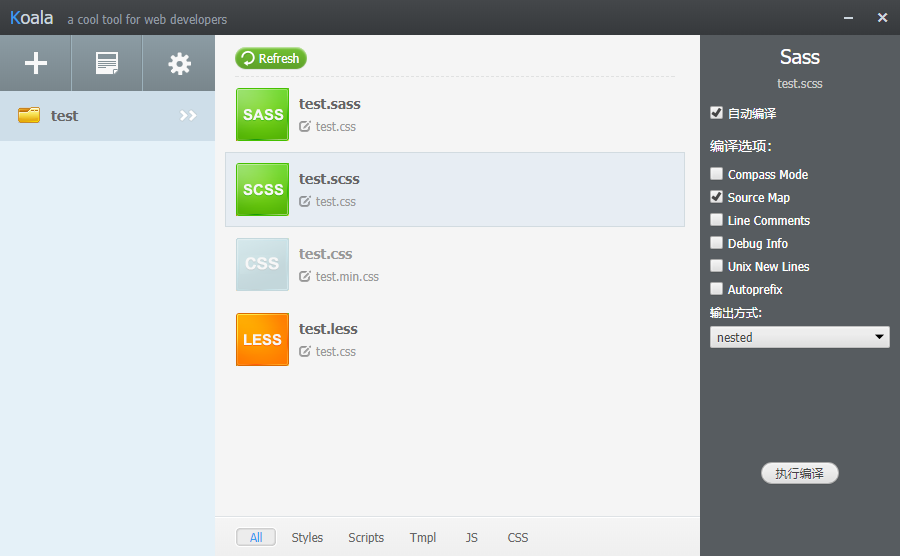 Koala a cool tool for web developers
test
Refresh
SASS
test.sass
test.css
SCSS
test.scss
test.css
CSS
test.css
test.min.css
LESS
test.less
test.css
All Styles Scripts Tmpl JS CSS
Sass
test.scss
自动编译
编译选项：
Compass Mode
Source Map
Line Comments
Debug Info
Unix New Lines
Autoprefix
输出方式：
nested
执行编译